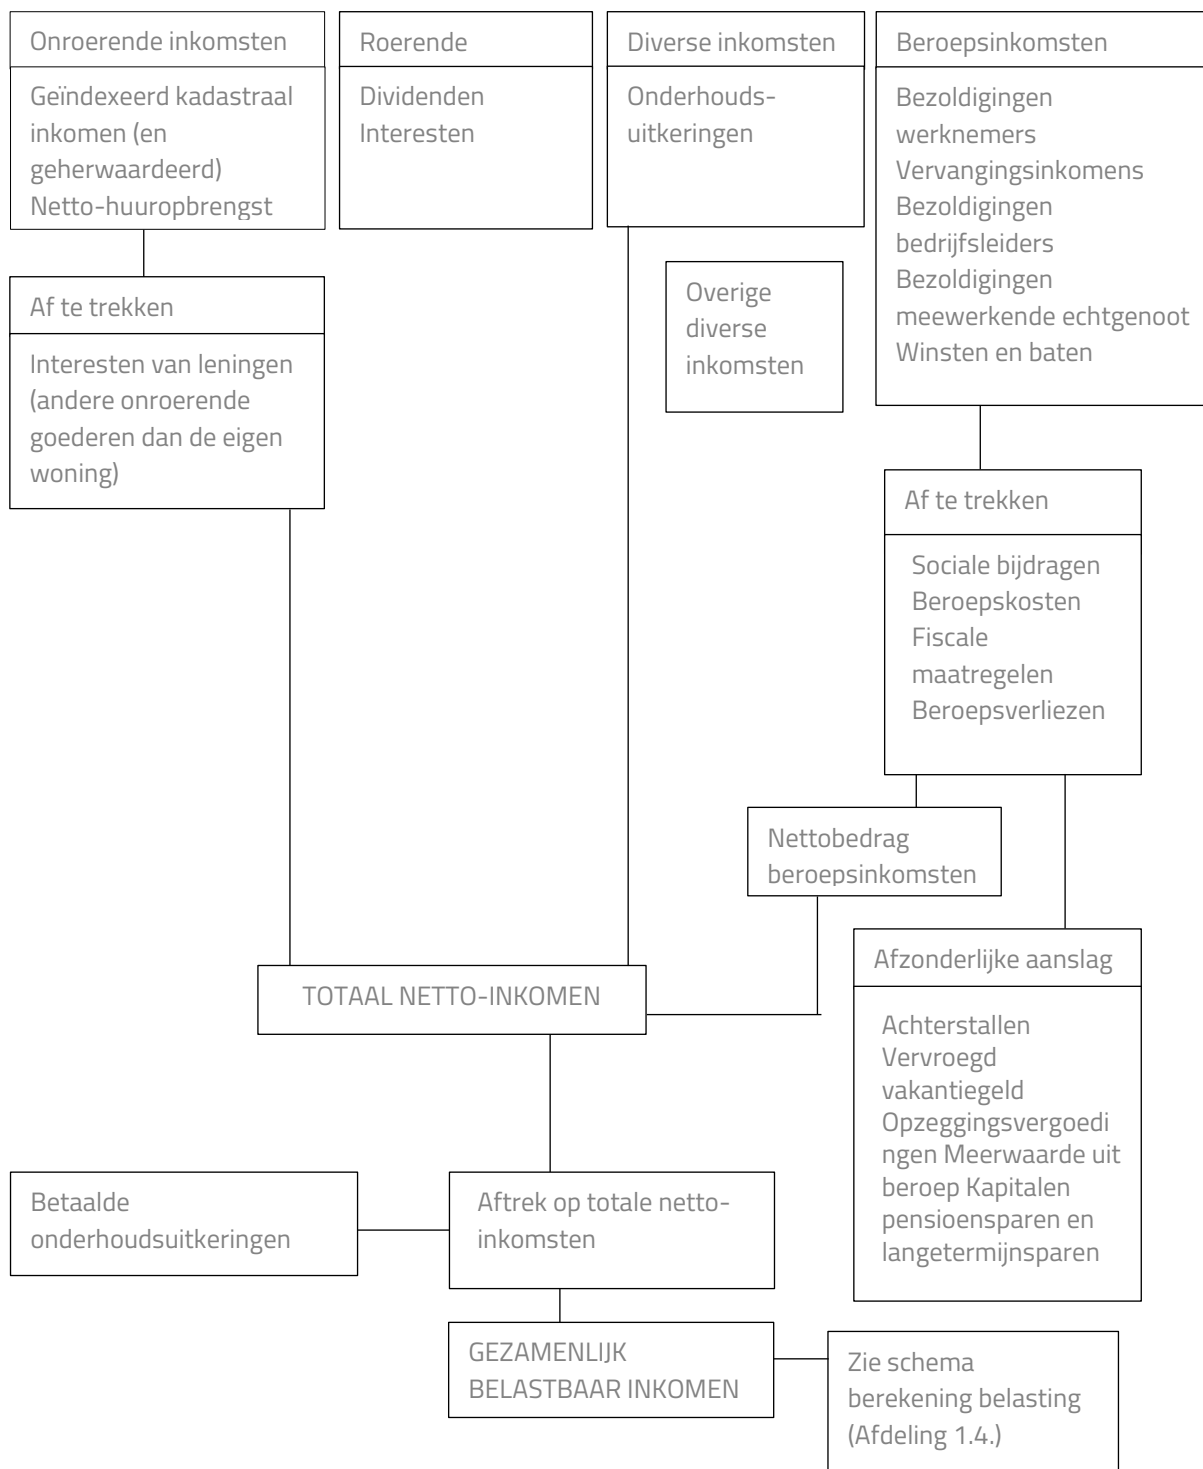 Onroerende inkomsten
Geïndexeerd kadastraal
inkomen (en
geherwaardeerd)
Netto-huuropbrengst
Roerende
Dividenden
Interesten
Diverse inkomsten
Onderhouds-
uitkeringen
Beroepsinkomsten
Bezoldigingen
werknemers
Vervangingsinkomens
Bezoldigingen
bedrijfsleiders
Bezoldigingen
meewerkende echtgenoot
Winsten en baten
Af te trekken
Interesten van leningen
(andere onroerende
goederen dan de eigen
woning)
Overige
diverse
inkomsten
Af te trekken
Sociale bijdragen
Beroepskosten
Fiscale
maatregelen
Beroepsverliezen
Nettobedrag
beroepsinkomsten
Afzonderlijke aanslag
Achterstallen
Vervroegd
vakantiegeld
Opzeggingsvergoedi
ngen Meerwaarde uit
beroep Kapitalen
pensioensparen en
langetermijnsparen
TOTAAL NETTO-INKOMEN
Betaalde
onderhoudsuitkeringen
Aftrek op totale netto-
inkomsten
GEZAMENLIJK
BELASTBAAR INKOMEN
Zie schema
berekening belasting
(Afdeling 1.4.)